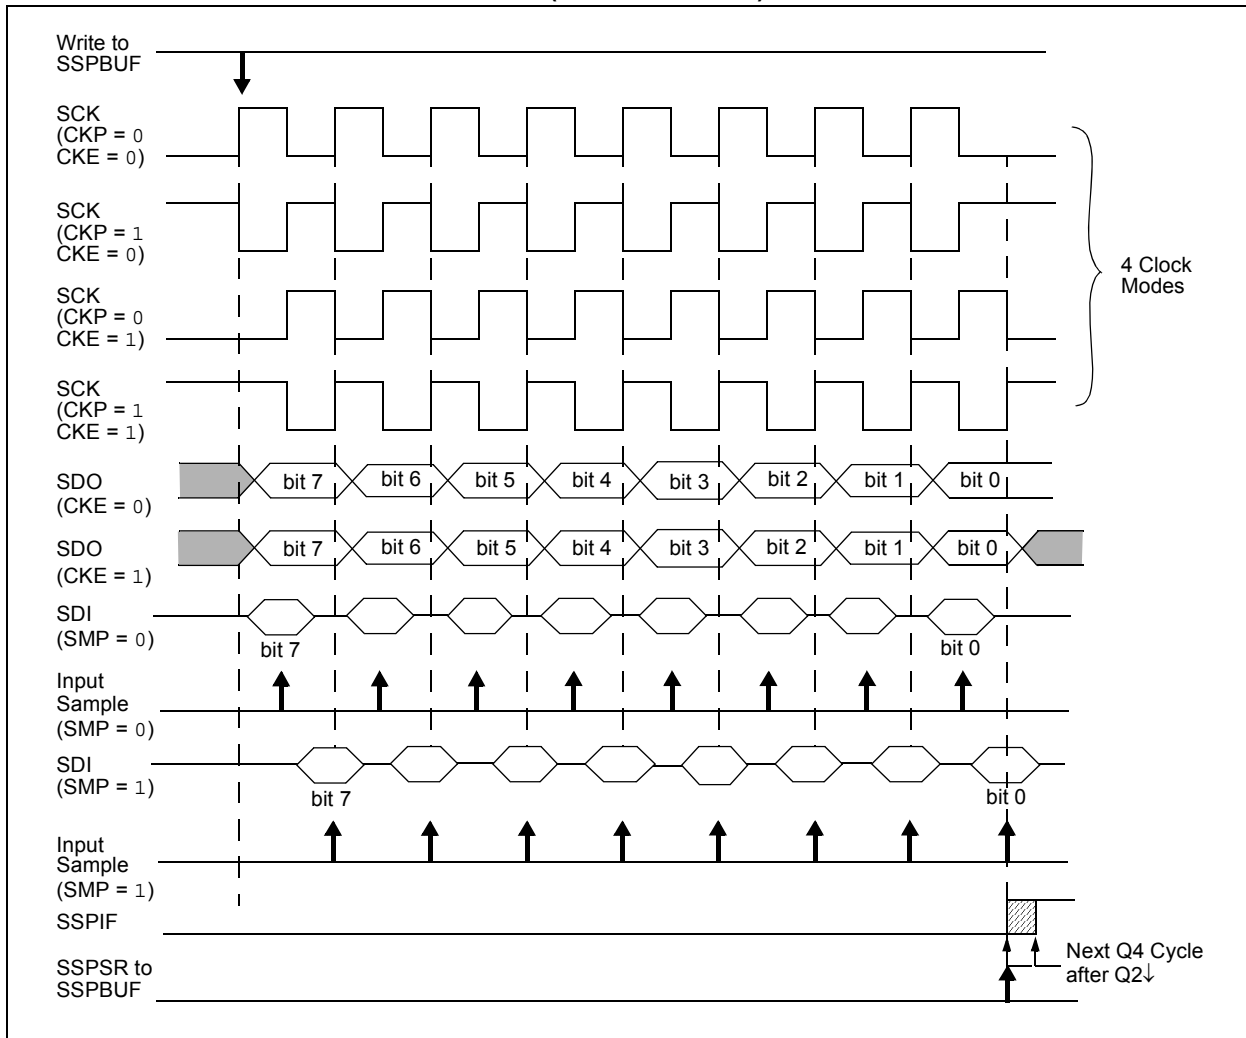 Write to
SSPBUF
SCK
(CKP = 0
CKE = 0)
SCK
(CKP = 1
CKE = 0)
4 Clock
Modes
SCK
(CKP = 0
CKE = 1)
SCK
(CKP = 1
CKE = 1)
SDO
(CKE = 0)
bit 7 bit 6 bit 5 bit 4 bit 3 bit 2 bit 1 bit 0
SDO
(CKE = 1)
bit 7 bit 6 bit 5 bit 4 bit 3 bit 2 bit 1 bit 0
SDI
(SMP = 0)
bit 7 bit 0
Input
Sample
(SMP = 0)
SDI
(SMP = 1)
bit 7 bit 0
Input
Sample
(SMP = 1)
SSPIF
Next Q4 Cycle
after Q2↓
SSPSR to
SSPBUF